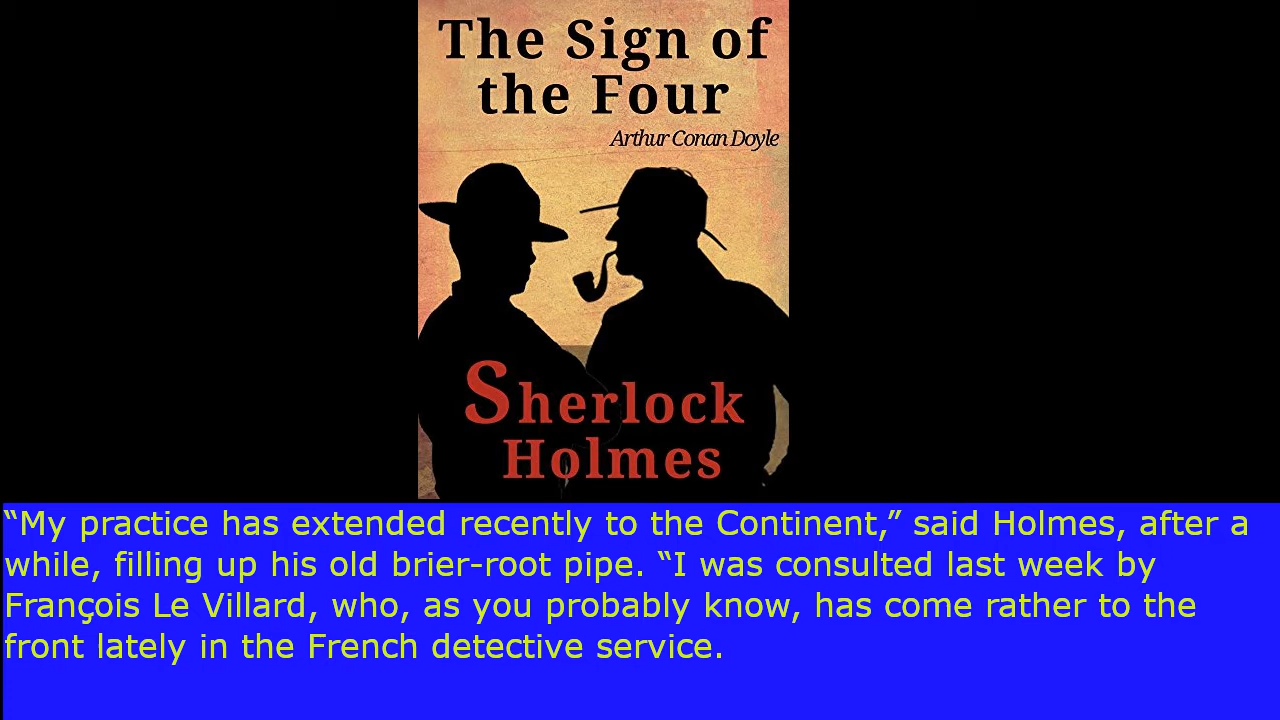 The Sign of
the Four
Arthur Conan Doyle
Sherlock
Holmes
“My practice has extended recently to the Continent,” said Holmes, after a
while, filling up his old brier-root pipe. “I was consulted last week by
François Le Villard, who, as you probably know, has come rather to the
front lately in the French detective service.